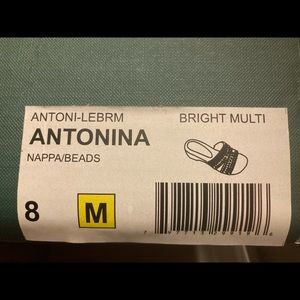 ANTONI-LEBRM BRIGHT MULTI
ANTONINA
NAPPA/BEADS
8 M